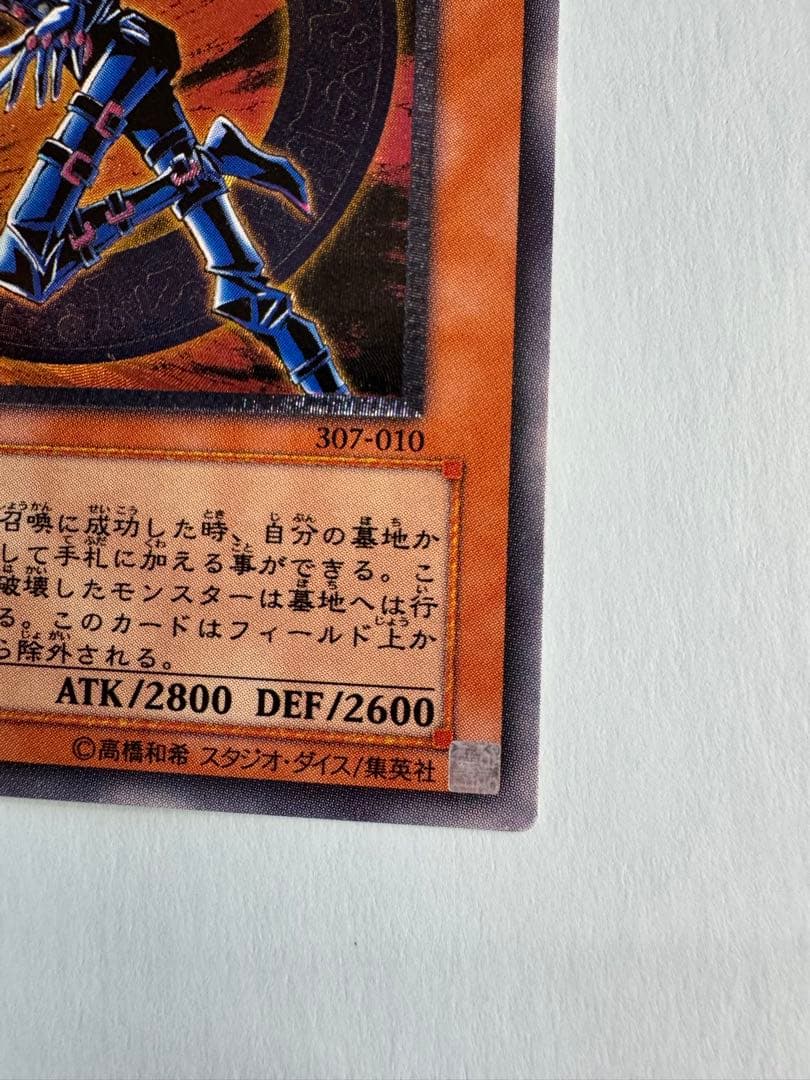 307-010
召喚に成功した時、自分の墓地か
して手札に加える事ができる。こ
破壊したモンスターは墓地へは行
る。このカードはフィールド上か
ら除外される。
ATK/2800 DEF/2600
©高橋和希 スタジオ・ダイス/集英社